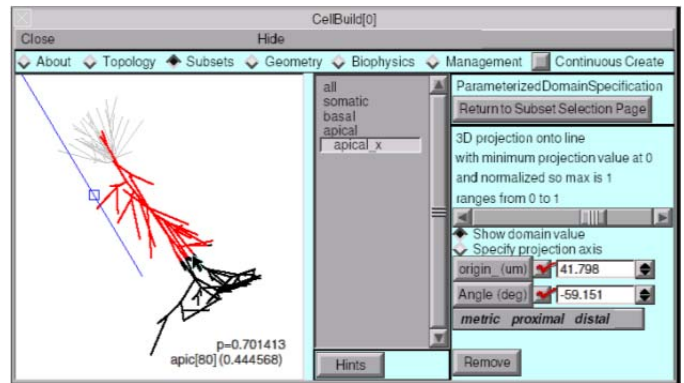 CellBuild[0]
Close Hide
About Topology Subsets Geometry Biophysics Management Continuous Create
all
somatic
basal
apical
apical_x
Hints
ParameterizedDomainSpecification
Return to Subset Selection Page
3D projection onto line
with minimum projection value at 0
and normalized so max is 1
ranges from 0 to 1
Show domain value
Specify projection axis
origin_ (um) 41.798
Angle (deg) -59.151
metric proximal distal
Remove
p=0.701413
apic[80] (0.444568)